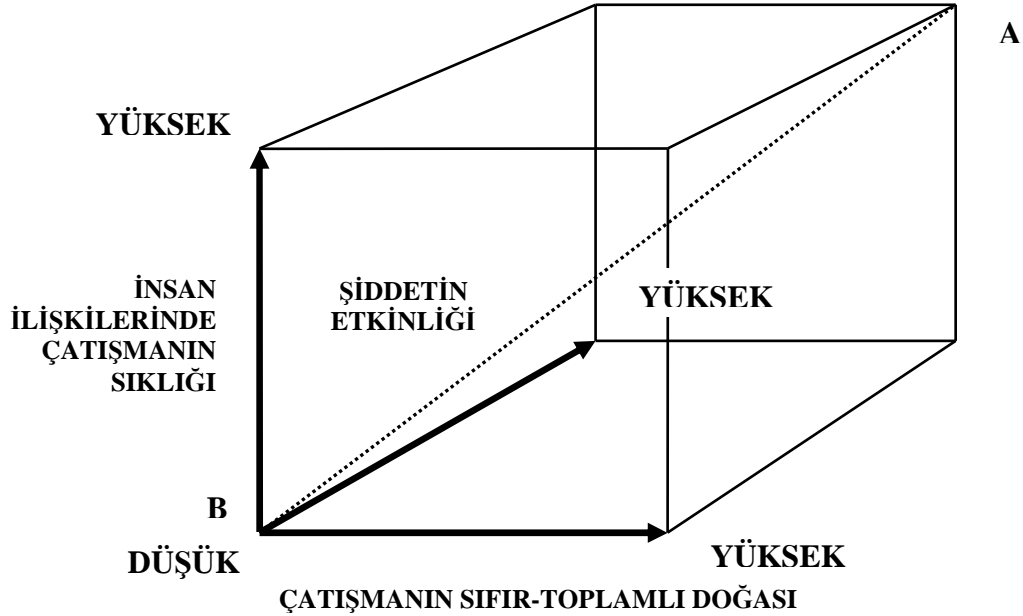 A
YÜKSEK
İNSAN
İLİŞKİLERİNDE
ÇATIŞMANIN
SIKLIĞI
ŞİDDETİN
ETKİNLİĞİ
YÜKSEK
B
DÜŞÜK
YÜKSEK
ÇATIŞMANIN SIFIR-TOPLAMLI DOĞASI